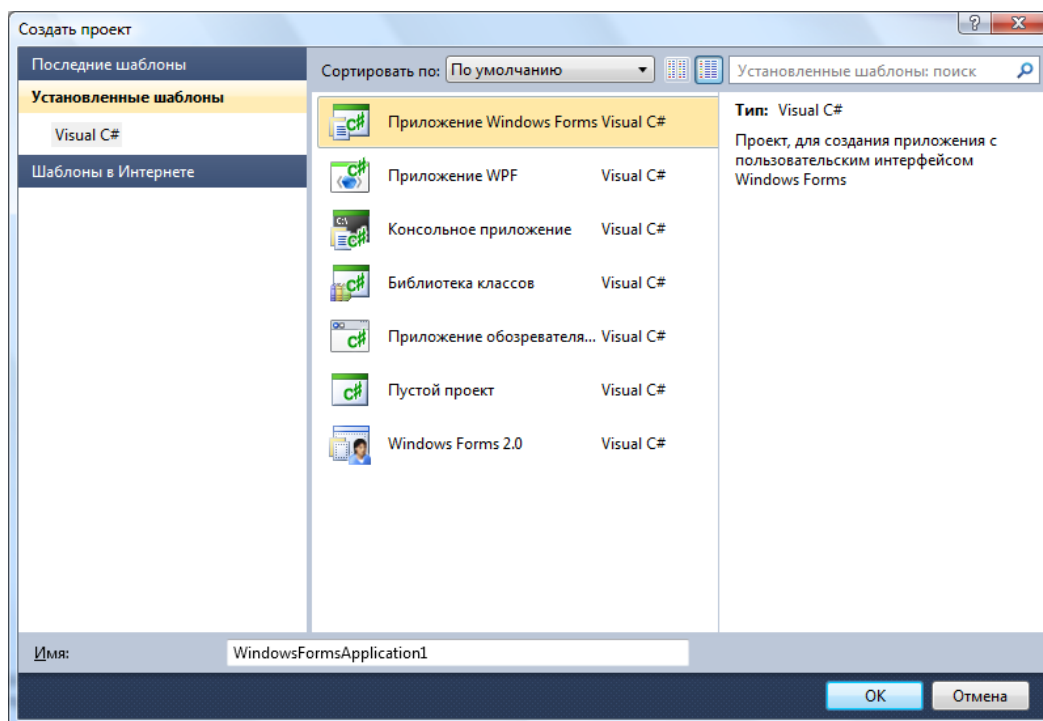 Создать проект
Последние шаблоны
Установленные шаблоны
Visual C#
Шаблоны в Интернете
Сортировать по: По умолчанию
Установленные шаблоны: поиск
Приложение Windows Forms Visual C#
Приложение WPF Visual C#
Консольное приложение Visual C#
Библиотека классов Visual C#
Приложение обозревателя... Visual C#
Пустой проект Visual C#
Windows Forms 2.0 Visual C#
Тип: Visual C#
Проект, для создания приложения с
пользовательским интерфейсом
Windows Forms
Имя: WindowsFormsApplication1
ОК Отмена